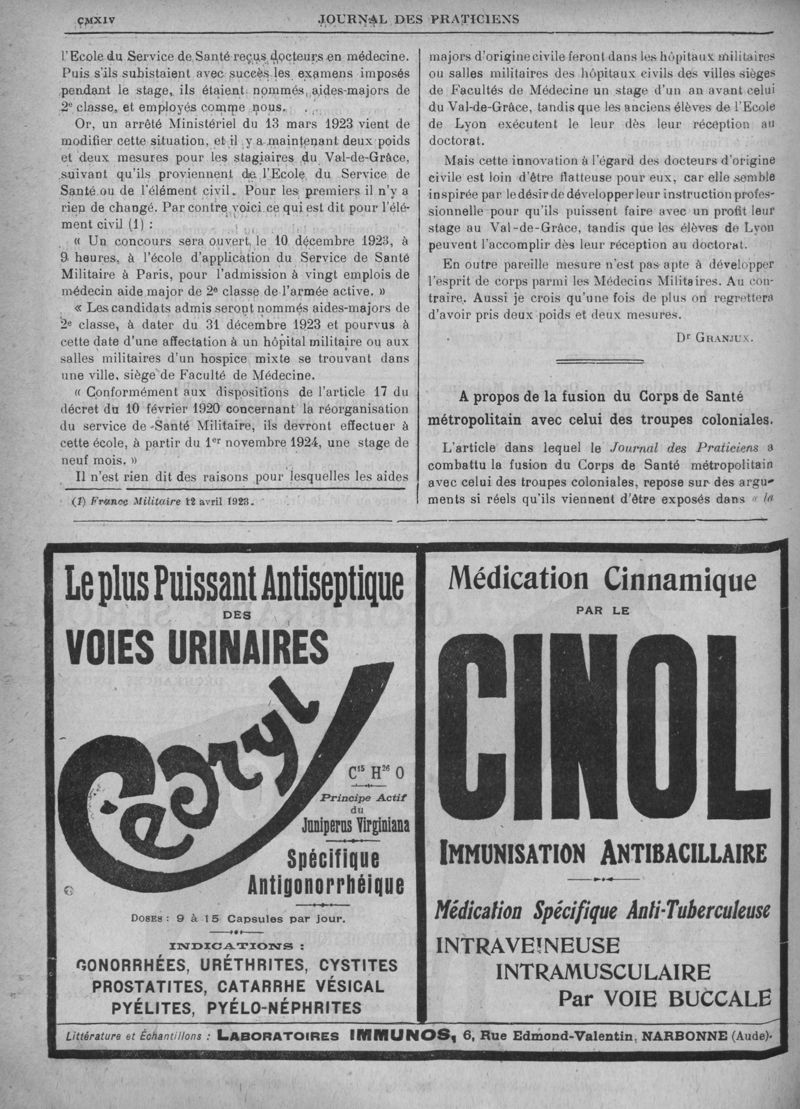 CMXIV
JOURNAL DES PRATICIENS
l'Ecole du Service de Santé reçus docteurs en médecine.
Puis s'ils subistaient avec succès les examens imposés
pendant le stage, ils étaient nommés aides-majors de
2e classe, et employés comme nous.
Or, un arrêté Ministériel du 13 mars 1923 vient de
modifier cette situation, et il y a maintenant deux poids
et deux mesures pour les stagiaires du Val-de-Grâce,
suivant qu'ils proviennent de l'Ecole du Service de
Santé ou de l'élément civil. Pour les premiers il n'y a
rien de changé. Par contre voici ce qui est dit pour l'élé-
ment civil (1) :
« Un concours sera ouvert le 10 décembre 1923, à
9 heures, à l'école d'application du Service de Santé
Militaire à Paris, pour l'admission à vingt emplois de
médecin aide major de 2e classe de l'armée active. »
« Les candidats admis seront nommés aides-majors de
2e classe, à dater du 31 décembre 1923 et pourvus à
cette date d'une affectation à un hôpital militaire ou aux
salles militaires d'un hospice mixte se trouvant dans
une ville, siège de Faculté de Médecine.
« Conformément aux dispositions de l'article 17 du
décret du 10 février 1920 concernant la réorganisation
du service de Santé Militaire, ils devront effectuer à
cette école, à partir du 1er novembre 1924, une stage de
neuf mois. »
Il n'est rien dit des raisons pour lesquelles les aides
(1) France Militaire 12 avril 1923.
majors d'origine civile feront dans les hôpitaux militaires
ou salles militaires des hôpitaux civils des villes sièges
de Facultés de Médecine un stage d'un an avant celui
du Val-de-Grâce, tandis que les anciens élèves de l'Ecole
de Lyon exécutent le leur dès leur réception au
doctorat.
Mais cette innovation à l'égard des docteurs d'origine
civile est loin d'être flatteuse pour eux, car elle semble
inspirée par le désir de développer leur instruction profes-
sionnelle pour qu'ils puissent faire avec un profit leur
stage au Val-de-Grâce, tandis que les élèves de Lyon
peuvent l'accomplir dès leur réception au doctorat.
En outre pareille mesure n'est pas apte à développer
l'esprit de corps parmi les Médecins Militaires. Au con-
traire. Aussi je crois qu'une fois de plus on regrettera
d'avoir pris deux poids et deux mesures.
Dr GRANJUX.
A propos de la fusion du Corps de Santé
métropolitain avec celui des troupes coloniales.
L'article dans lequel le Journal des Praticiens a
combattu la fusion du Corps de Santé métropolitain
avec celui des troupes coloniales, repose sur des argu-
ments si réels qu'ils viennent d'être exposés dans « la
Le plus Puissant Antiseptique
DES
VOIES URINAIRES
Cedryl
C15 H26 O
Principe Actif
du
Juniperus Virginiana
Spécifique
Antigonorrhéique
DOSES : 9 à 15 Capsules par jour.
INDICATIONS :
GONORRHÉES, URÉTHRITES, CYSTITES
PROSTATITES, CATARRHE VÉSICAL
PYÉLITES, PYÉLO-NÉPHRITES
Médication Cinnamique
PAR LE
CINOL
IMMUNISATION ANTIBACILLAIRE
Médication Spécifique Anti-Tuberculeuse
INTRAVEINEUSE
INTRAMUSCULAIRE
Par VOIE BUCCALE
Littérature et Échantillons : LABORATOIRES IMMUNOS, 6, Rue Edmond-Valentin, NARBONNE (Aude).